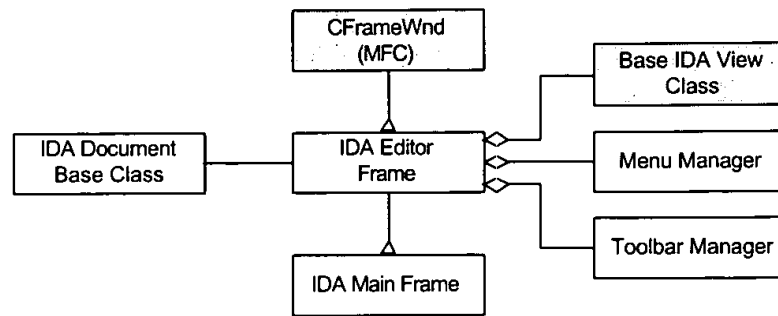 CFrameWnd
(MFC)
Base IDA View
Class
IDA Document
Base Class
IDA Editor
Frame
Menu Manager
Toolbar Manager
IDA Main Frame